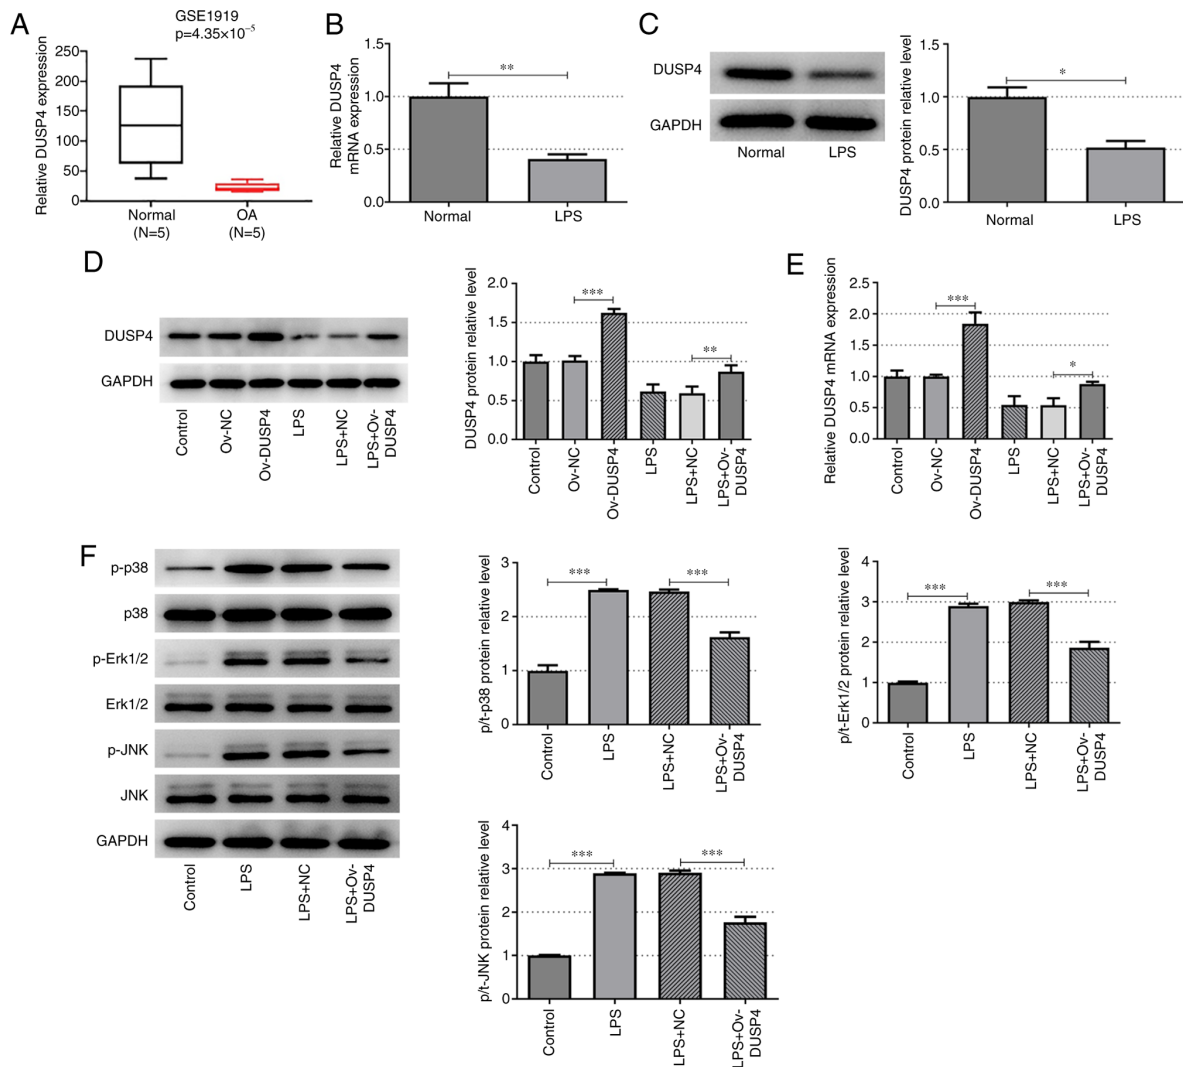 A
GSE1919
p=4.35×10⁻⁵
Relative DUSP4 expression
250
200
150
100
50
0
Normal
(N=5)
OA
(N=5)
B
Relative DUSP4
mRNA expression
1.5
1.0
0.5
0.0
**
Normal
LPS
C
DUSP4
GAPDH
Normal
LPS
DUSP4 protein relative level
1.5
1.0
0.5
0.0
*
Normal
LPS
D
DUSP4
GAPDH
Control
Ov-NC
Ov-DUSP4
LPS
LPS+NC
LPS+Ov-
DUSP4
DUSP4 protein relative level
2.0
1.5
1.0
0.5
0.0
***
**
Control
Ov-NC
Ov-DUSP4
LPS
LPS+NC
LPS+Ov-
DUSP4
E
Relative DUSP4 mRNA expression
2.5
2.0
1.5
1.0
0.5
0.0
***
*
Control
Ov-NC
Ov-DUSP4
LPS
LPS+NC
LPS+Ov-
DUSP4
F
p-p38
p38
p-Erk1/2
Erk1/2
p-JNK
JNK
GAPDH
Control
LPS
LPS+NC
LPS+Ov-
DUSP4
p/t-p38 protein relative level
3
2
1
0
***
***
Control
LPS
LPS+NC
LPS+Ov-
DUSP4
p/t-Erk1/2 protein relative level
4
3
2
1
0
***
***
Control
LPS
LPS+NC
LPS+Ov-
DUSP4
p/t-JNK protein relative level
4
3
2
1
0
***
***
Control
LPS
LPS+NC
LPS+Ov-
DUSP4